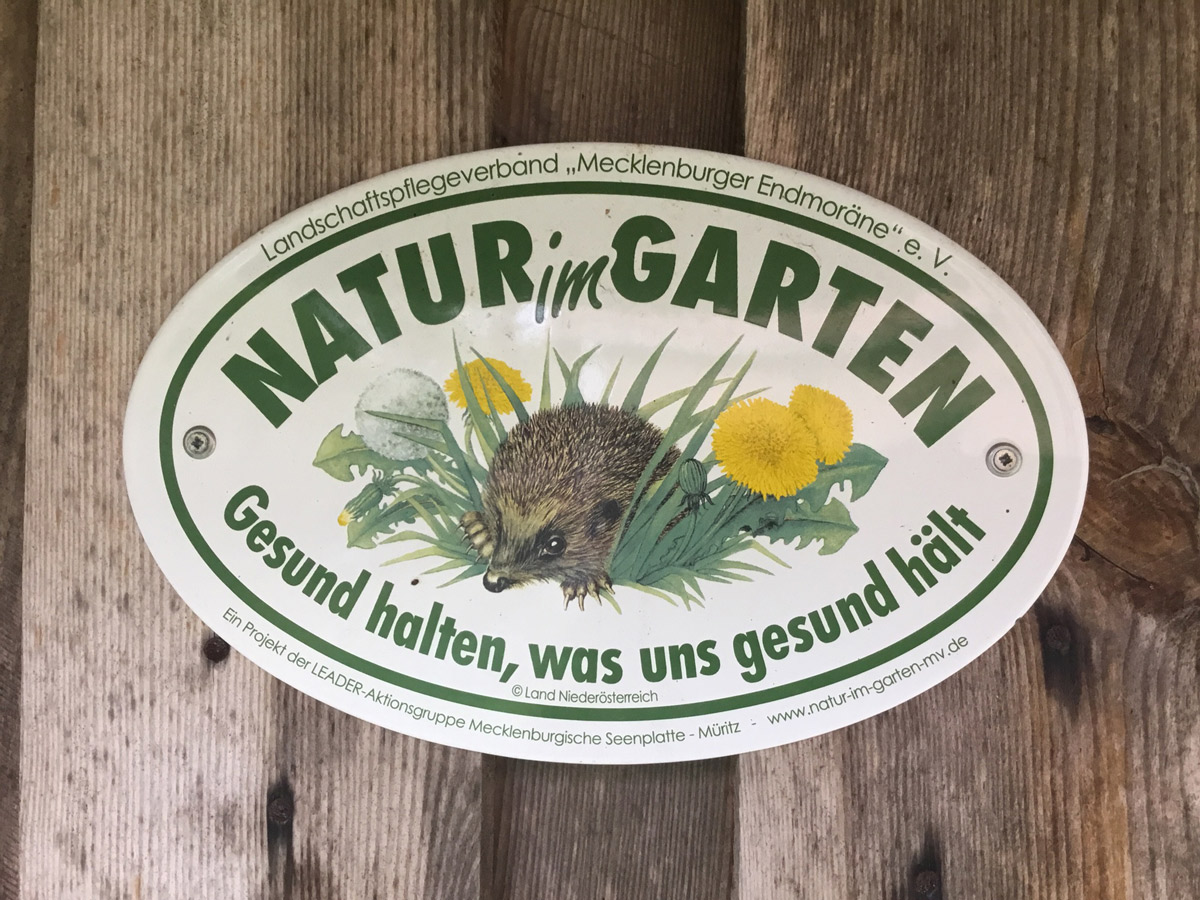 Landschaftspflegeverband „Mecklenburger Endmoräne“ e. V.
NATUR im GARTEN
Gesund halten, was uns gesund hält
© Land Niederösterreich
Ein Projekt der LEADER-Aktionsgruppe Mecklenburgische Seenplatte - Müritz - www.natur-im-garten-mv.de